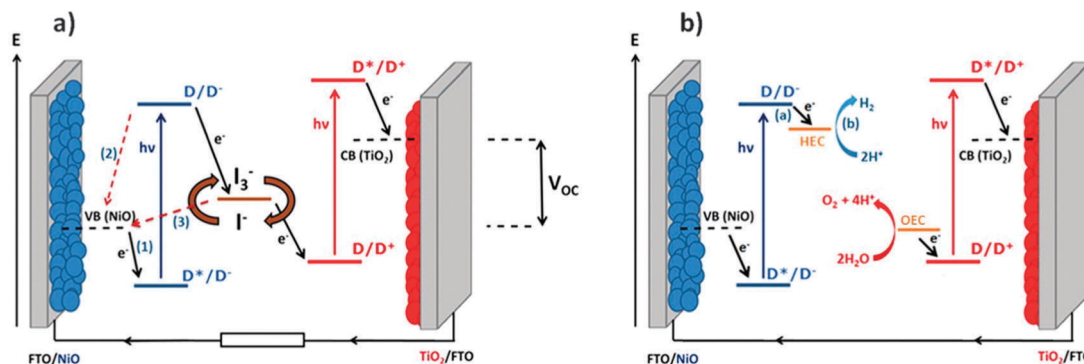 a)
E
D/D⁻
D*/D⁺
e⁻
e⁻
hν
hν
(2)
CB (TiO₂)
I₃⁻
I⁻
VB (NiO)
(3)
(1)
e⁻
e⁻
D/D⁺
D*/D⁻
V_OC
FTO/NiO
TiO₂/FTO
b)
E
D/D⁻
D*/D⁺
(a)
e⁻
H₂
e⁻
HEC
(b)
2H⁺
hν
hν
CB (TiO₂)
VB (NiO)
O₂ + 4H⁺
OEC
e⁻
e⁻
2H₂O
D/D⁺
D*/D⁻
FTO/NiO
TiO₂/FTO